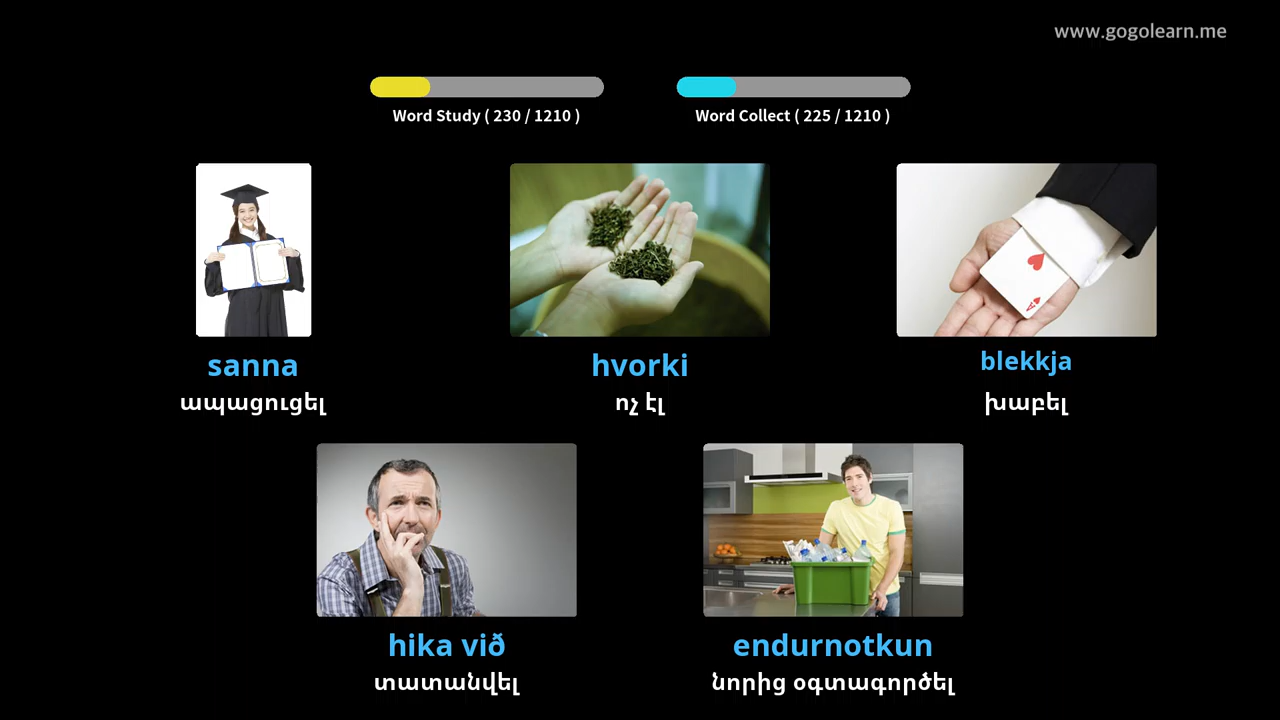 www.gogolearn.me
Word Study ( 230 / 1210 )
Word Collect ( 225 / 1210 )
sanna
ապացուցել
hvorki
ոչ էլ
blekkja
խաբել
hika við
տատանվել
endurnotkun
նորից օգտագործել